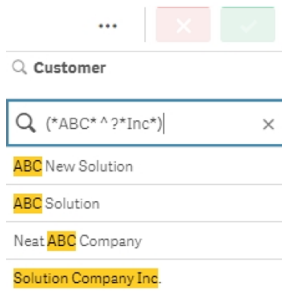 ...
Customer
(*ABC*^?*Inc*)
ABC New Solution
ABC Solution
Neat ABC Company
Solution Company Inc.